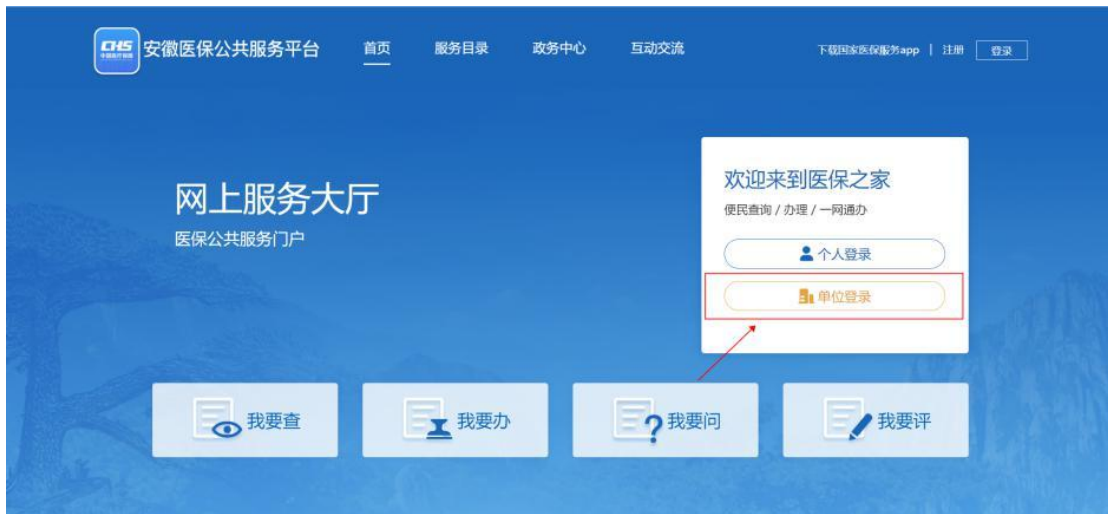 CHS 安徽医保公共服务平台 首页 服务目录 政务中心 互动交流 下载国家医保服务app | 注册 登录
网上服务大厅
医保公共服务门户
欢迎来到医保之家
便民查询 / 办理 / 一网通办
个人登录
单位登录
我要查 我要办 我要问 我要评